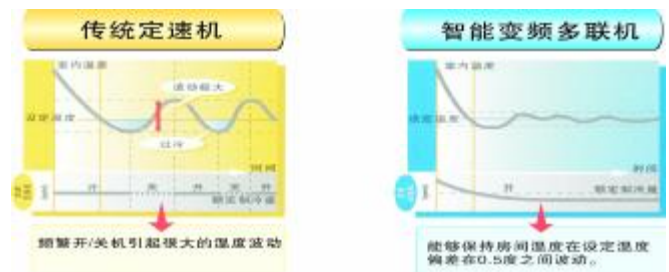 传统定速机
室内温度
波动较大
设定温度
过冷
时间
开 关 开 关 开
额定制冷量
频繁开/关机引起很大的温度波动
智能变频多联机
室内温度
设定温度
时间
开
额定制冷量
能够保持房间温度在设定温度
偏差在0.5度之间波动。